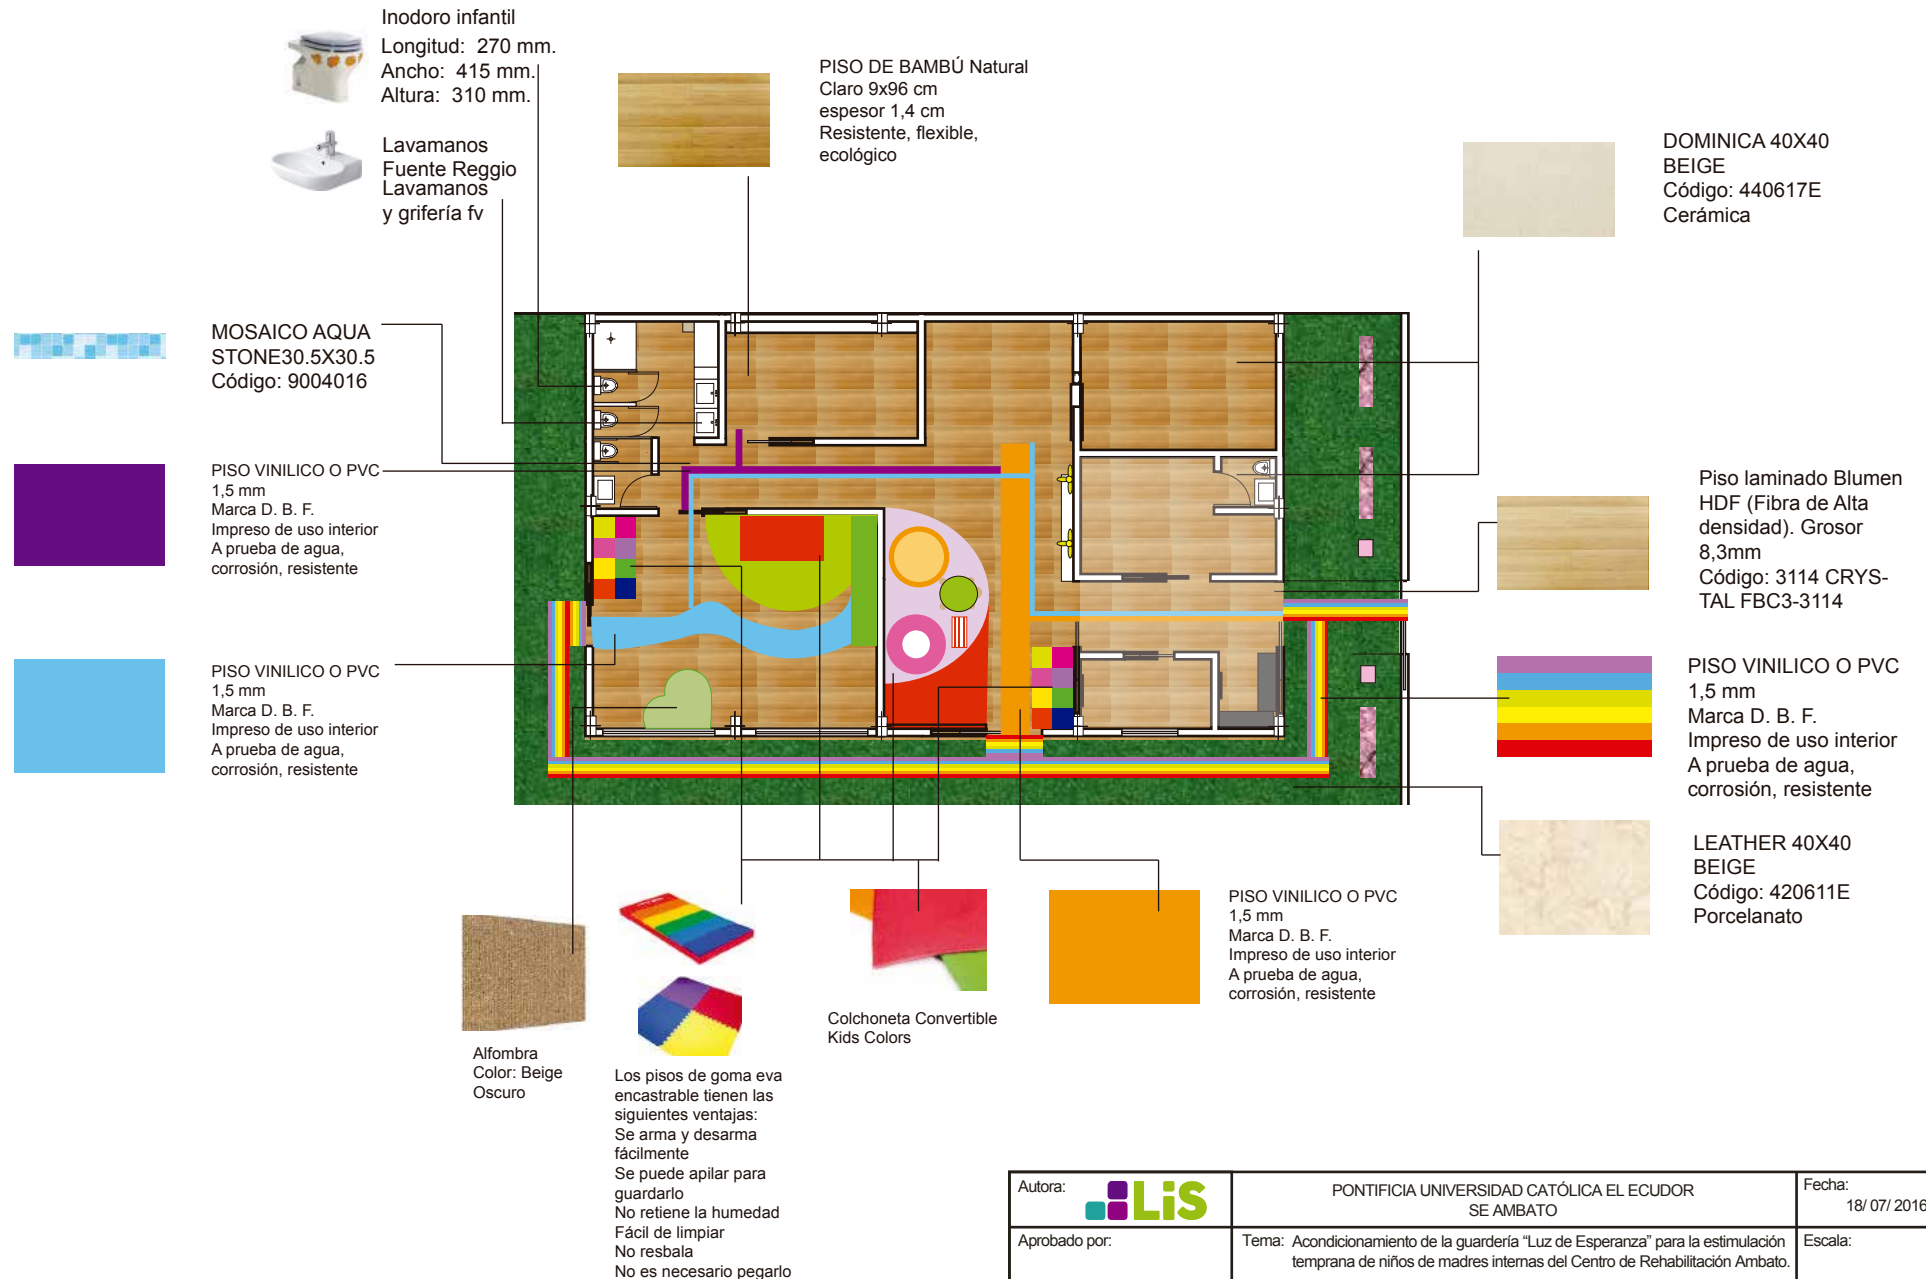 Inodoro infantil
Longitud: 270 mm.
Ancho: 415 mm.
Altura: 310 mm.
Lavamanos
Fuente Reggio
Lavamanos
y grifería fv
PISO DE BAMBÚ Natural
Claro 9x96 cm
espesor 1,4 cm
Resistente, flexible,
ecológico
DOMINICA 40X40
BEIGE
Código: 440617E
Cerámica
MOSAICO AQUA
STONE30.5X30.5
Código: 9004016
PISO VINILICO O PVC
1,5 mm
Marca D. B. F.
Impreso de uso interior
A prueba de agua,
corrosión, resistente
PISO VINILICO O PVC
1,5 mm
Marca D. B. F.
Impreso de uso interior
A prueba de agua,
corrosión, resistente
Piso laminado Blumen
HDF (Fibra de Alta
densidad). Grosor
8,3mm
Código: 3114 CRYS-
TAL FBC3-3114
PISO VINILICO O PVC
1,5 mm
Marca D. B. F.
Impreso de uso interior
A prueba de agua,
corrosión, resistente
LEATHER 40X40
BEIGE
Código: 420611E
Porcelanato
PISO VINILICO O PVC
1,5 mm
Marca D. B. F.
Impreso de uso interior
A prueba de agua,
corrosión, resistente
Colchoneta Convertible
Kids Colors
Alfombra
Color: Beige
Oscuro
Los pisos de goma eva
encastrable tienen las
siguientes ventajas:
Se arma y desarma
fácilmente
Se puede apilar para
guardarlo
No retiene la humedad
Fácil de limpiar
No resbala
No es necesario pegarlo
Autora:
LiS
PONTIFICIA UNIVERSIDAD CATÓLICA EL ECUDOR
SE AMBATO
Fecha:
18/ 07/ 2016
Aprobado por:
Tema: Acondicionamiento de la guardería “Luz de Esperanza” para la estimulación
temprana de niños de madres internas del Centro de Rehabilitación Ambato.
Escala: